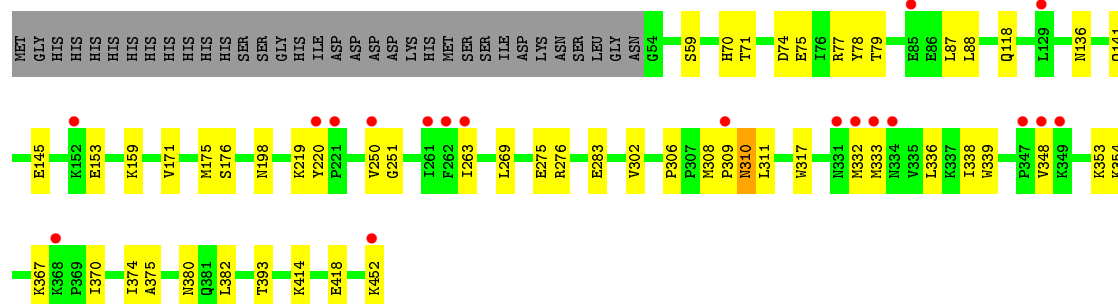 MET GLY HIS HIS HIS HIS HIS HIS HIS HIS HIS HIS SER SER GLY HIS ILE ASP ASP ASP ASP LYS HIS MET SER SER ILE ASP LYS ASN SER LEU GLY ASN G54 S59 H70 T71 D74 E75 I76 R77 Y78 T79 E85 E86 L87 L88 Q118 L129 N136 Q141
E145 K152 E153 K159 V171 M175 S176 N198 K219 Y220 P221 V250 G251 I261 F262 I263 L269 E275 R276 E283 V302 P306 P307 M308 P309 N310 L311 W317 N331 M332 M333 N334 V335 L336 K337 I338 W339 P347 V348 K349 K353 K354
K367 K368 P369 I370 I374 A375 N380 Q381 L382 T393 K414 E418 K452